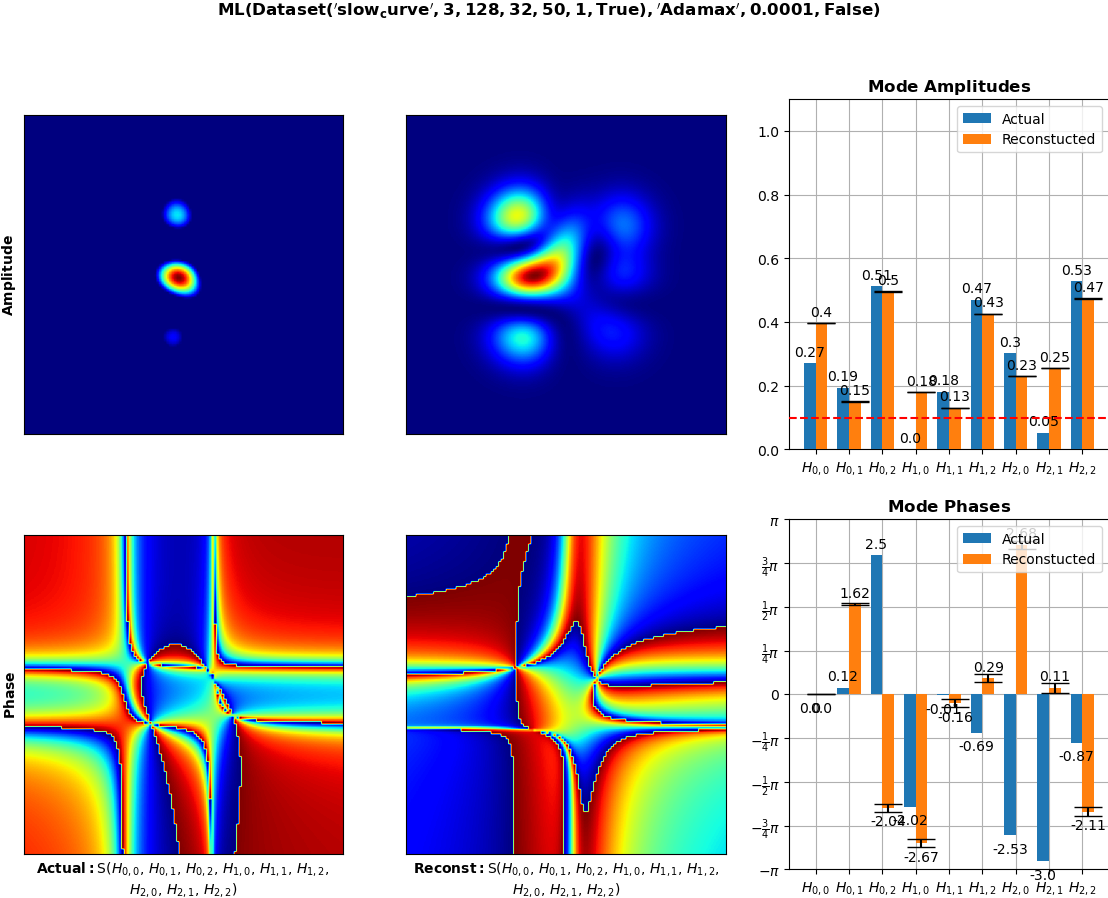 ML(Dataset('slow_curve', 3, 128, 32, 50, 1, True), 'Adamax', 0.0001, False)
Amplitude
Mode Amplitudes
Actual
Reconstucted
1.0
0.8
0.6
0.4
0.2
0.0
0.27 0.19 0.51 0.0 0.18 0.47 0.3 0.05 0.53
0.4 0.15 0.5 0.18 0.13 0.43 0.23 0.25 0.47
H0,0 H0,1 H0,2 H1,0 H1,1 H1,2 H2,0 H2,1 H2,2
Phase
Mode Phases
Actual
Reconstucted
π
3/4π
1/2π
1/4π
0
−1/4π
−1/2π
−3/4π
−π
0.0 0.12 2.5 -2.02 -0.69 -2.53 -3.0 -0.87
0.0 1.62 -2.67 -0.16 0.29 2.68 0.11 -2.11
H0,0 H0,1 H0,2 H1,0 H1,1 H1,2 H2,0 H2,1 H2,2
Actual: S(H0,0, H0,1, H0,2, H1,0, H1,1, H1,2,
H2,0, H2,1, H2,2)
Reconst: S(H0,0, H0,1, H0,2, H1,0, H1,1, H1,2,
H2,0, H2,1, H2,2)